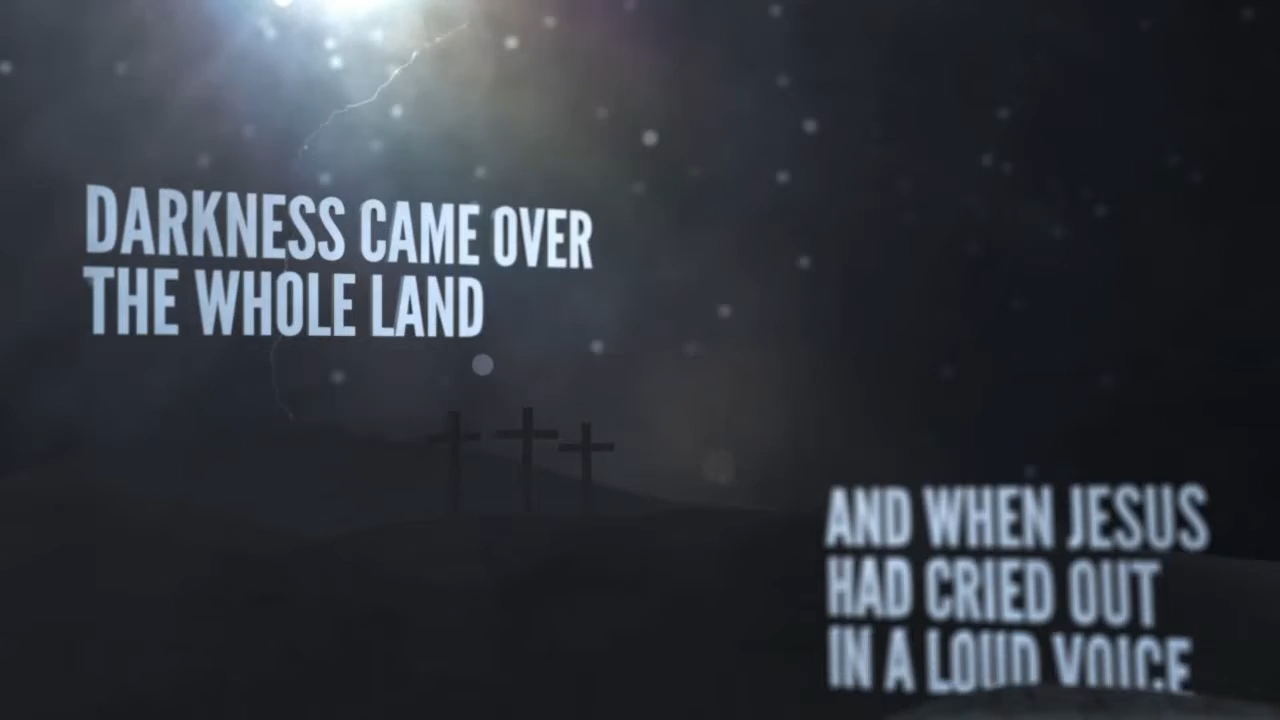 DARKNESS CAME OVER
THE WHOLE LAND
AND WHEN JESUS
HAD CRIED OUT
IN A LOUD VOICE